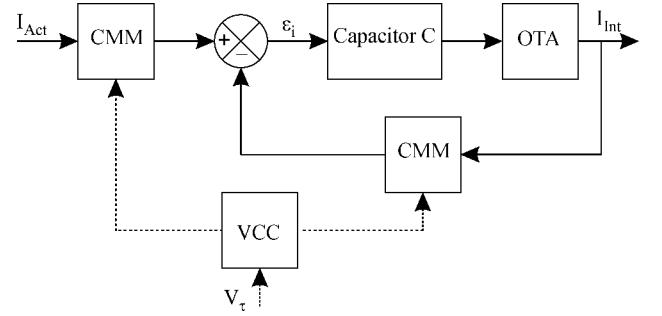 I_Act
CMM
+
−
ε_i
Capacitor C
OTA
I_Int
CMM
VCC
V_τ